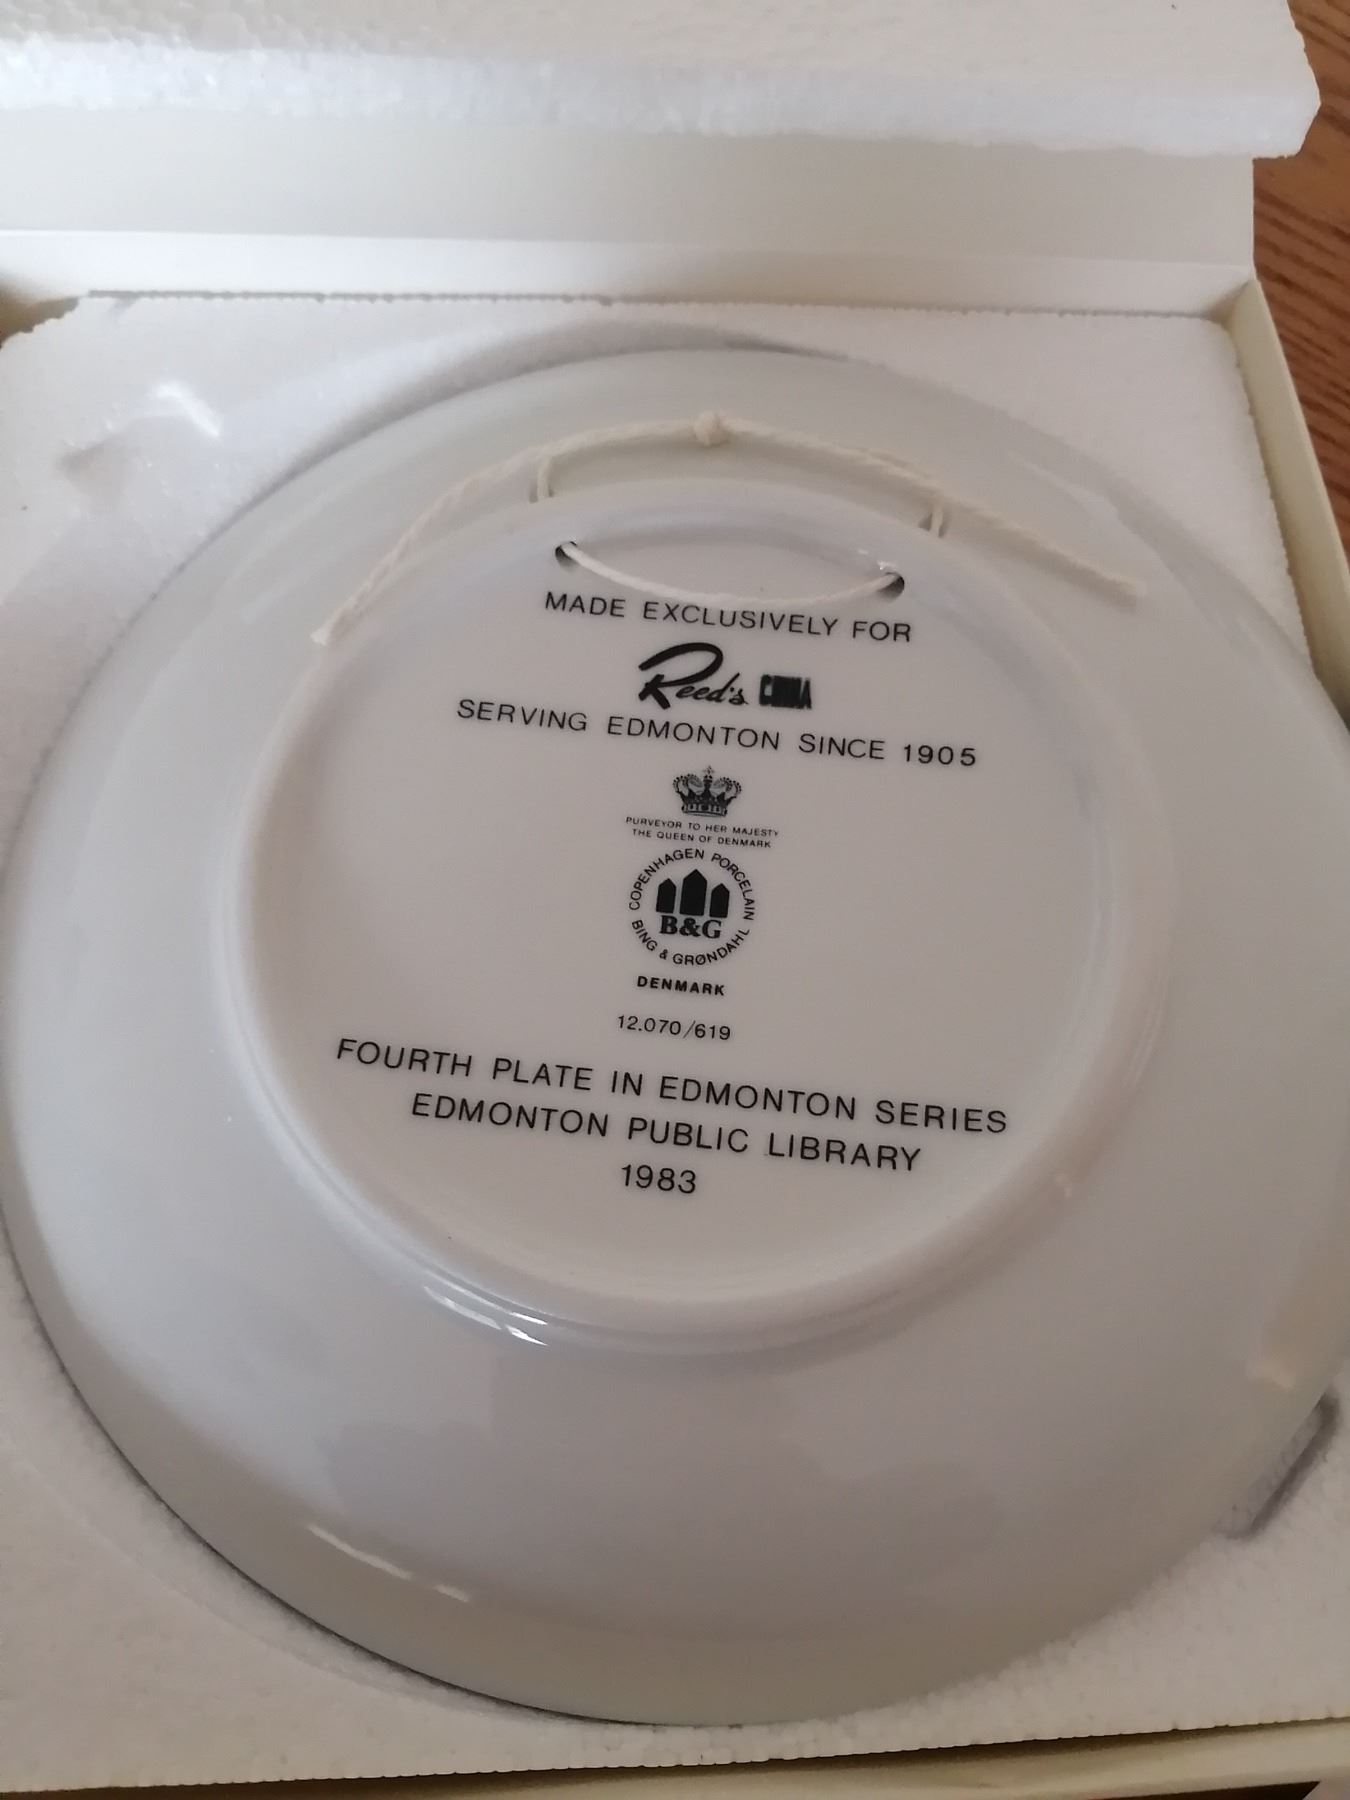 MADE EXCLUSIVELY FOR
Reed's CHINA
SERVING EDMONTON SINCE 1905
PURVEYOR TO HER MAJESTY
THE QUEEN OF DENMARK
COPENHAGEN PORCELAIN
B&G
BING & GRØNDAHL
DENMARK
12.070/619
FOURTH PLATE IN EDMONTON SERIES
EDMONTON PUBLIC LIBRARY
1983